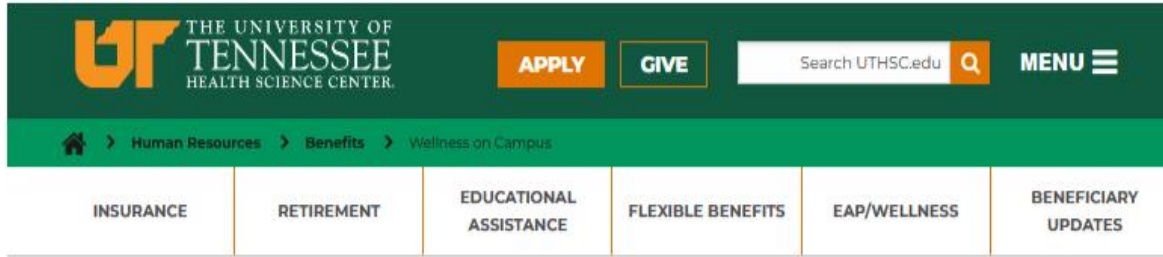 UT
THE UNIVERSITY OF
TENNESSEE
HEALTH SCIENCE CENTER.
APPLY
GIVE
Search UTHSC.edu
MENU
Human Resources > Benefits > Wellness on Campus
INSURANCE
RETIREMENT
EDUCATIONAL
ASSISTANCE
FLEXIBLE BENEFITS
EAP/WELLNESS
BENEFICIARY
UPDATES